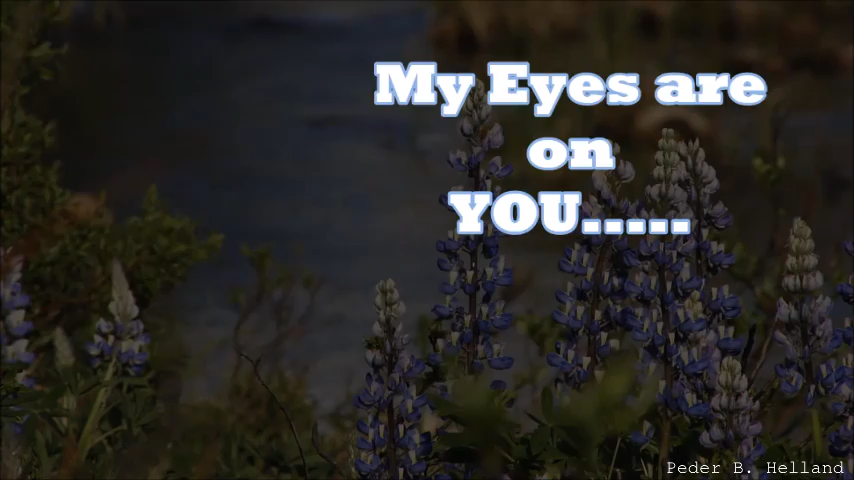 My Eyes are
on
YOU.....
Peder B. Helland